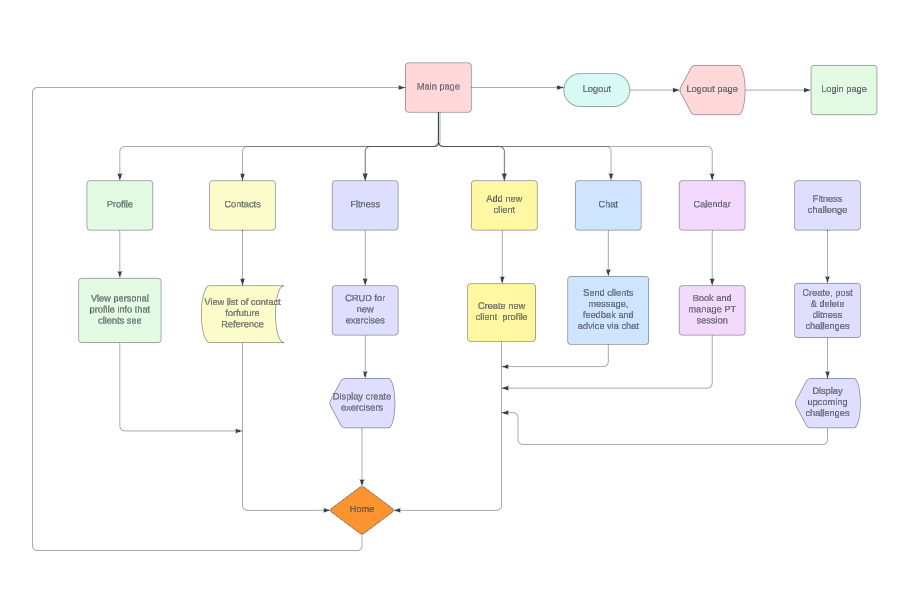 Main page
Logout
Logout page
Login page
Profile
Contacts
FItness
Add new
client
Chat
Calendar
Fitness
challenge
View personal
profile info that
clients see
View list of contact
forfuture
Reference
CRUD for
new
exercises
Create new
client profile
Send clients
message,
feedbak and
advice via chat
Book and
manage PT
session
Create, post
& delete
ditness
challenges
Display create
exercisers
Display
upcoming
challenges
Home